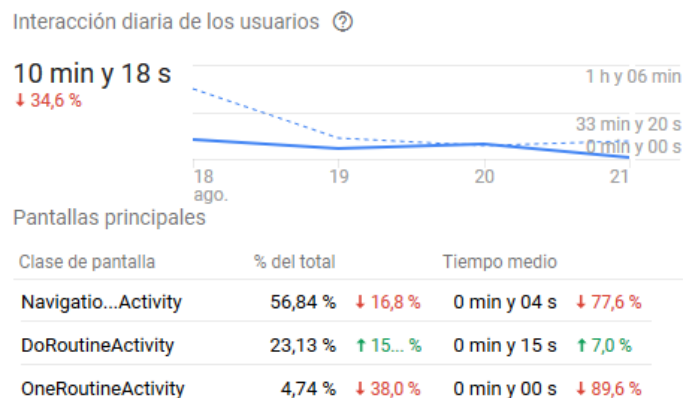 Interacción diaria de los usuarios ?
10 min y 18 s
↓ 34,6 %
1 h y 06 min
33 min y 20 s
0 min y 00 s
18 19 20 21
ago.
Pantallas principales
Clase de pantalla % del total Tiempo medio
Navigatio...Activity 56,84 % ↓ 16,8 % 0 min y 04 s ↓ 77,6 %
DoRoutineActivity 23,13 % ↑ 15... % 0 min y 15 s ↑ 7,0 %
OneRoutineActivity 4,74 % ↓ 38,0 % 0 min y 00 s ↓ 89,6 %